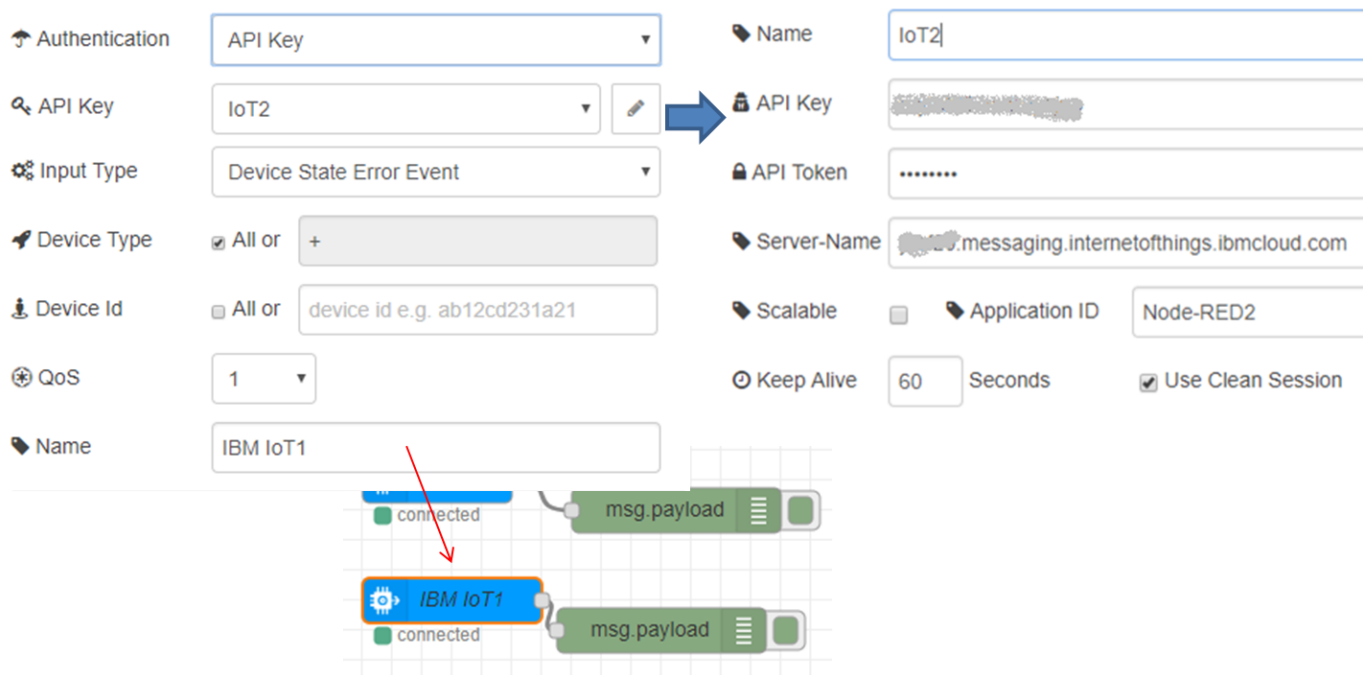 Authentication API Key
API Key IoT2
Input Type Device State Error Event
Device Type All or +
Device Id All or device id e.g. ab12cd231a21
QoS 1
Name IBM IoT1
Name IoT2
API Key
API Token ••••••••
Server-Name .messaging.internetofthings.ibmcloud.com
Scalable Application ID Node-RED2
Keep Alive 60 Seconds Use Clean Session
connected msg.payload
IBM IoT1
connected msg.payload